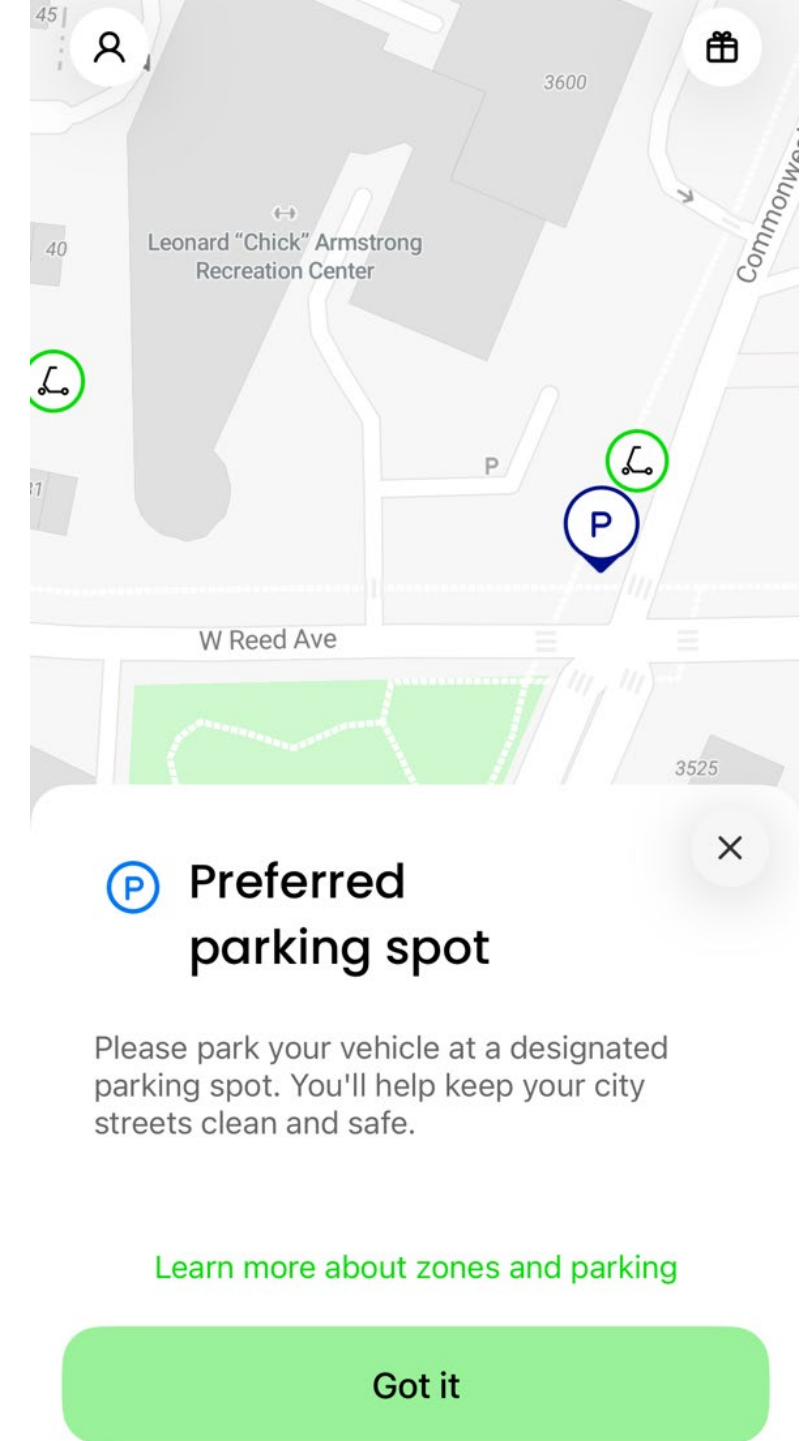 45
3600
Commonwe
Leonard “Chick” Armstrong
Recreation Center
40
P
31
P
W Reed Ave
3525
P
Preferred
parking spot
Please park your vehicle at a designated
parking spot. You'll help keep your city
streets clean and safe.
Learn more about zones and parking
Got it